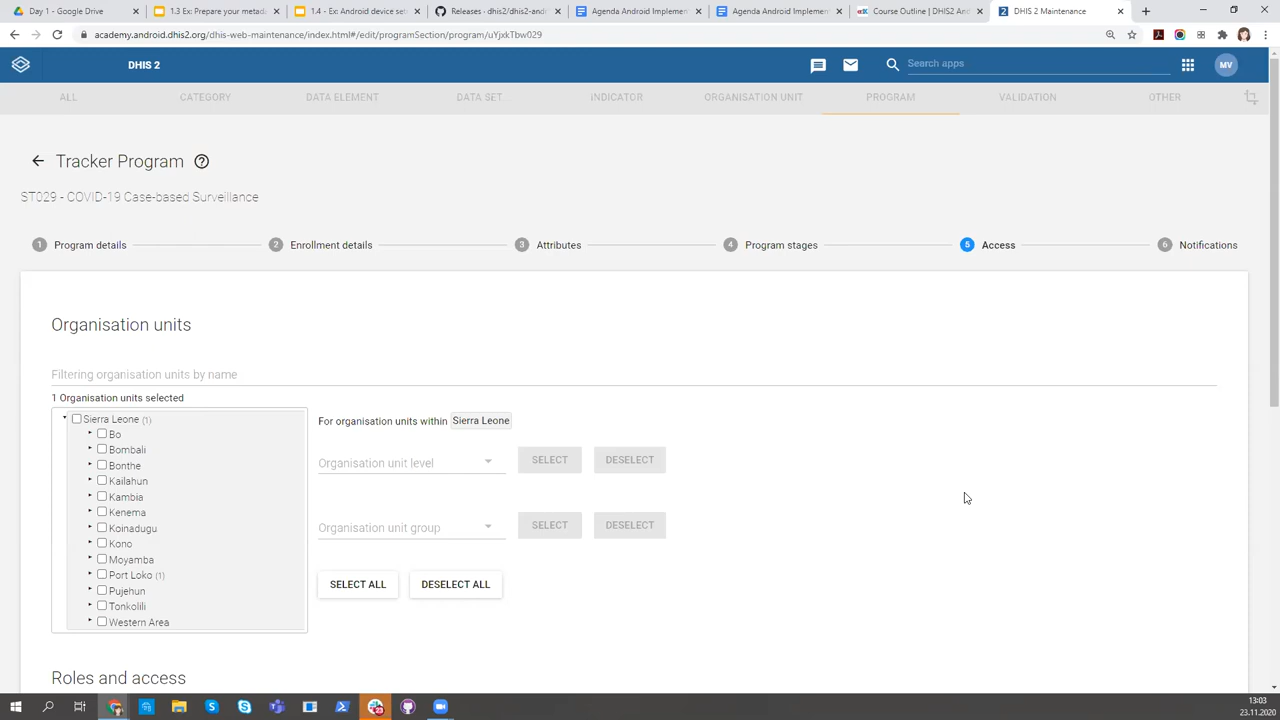 Day 1 - Google Drive
1.3 Ex: Prepare your metad
1.4 - Ex: Android device set
Releases · dhis2/dhis2-andr
Agenda Android Implemen
Agenda Android Implemen
Course Outline | DHIS2 And
DHIS 2 Maintenance
academy.android.dhis2.org/dhis-web-maintenance/index.html#/edit/programSection/program/uYjxkTbw029
DHIS 2
Search apps
MV
ALL
CATEGORY
DATA ELEMENT
DATA SET...
INDICATOR
ORGANISATION UNIT
PROGRAM
VALIDATION
OTHER
Tracker Program
ST029 - COVID-19 Case-based Surveillance
1 Program details
2 Enrollment details
3 Attributes
4 Program stages
5 Access
6 Notifications
Organisation units
Filtering organisation units by name
1 Organisation units selected
Sierra Leone (1)
Bo
Bombali
Bonthe
Kailahun
Kambia
Kenema
Koinadugu
Kono
Moyamba
Port Loko (1)
Pujehun
Tonkolili
Western Area
For organisation units within Sierra Leone
Organisation unit level
SELECT
DESELECT
Organisation unit group
SELECT
DESELECT
SELECT ALL
DESELECT ALL
Roles and access
13:03
23.11.2020